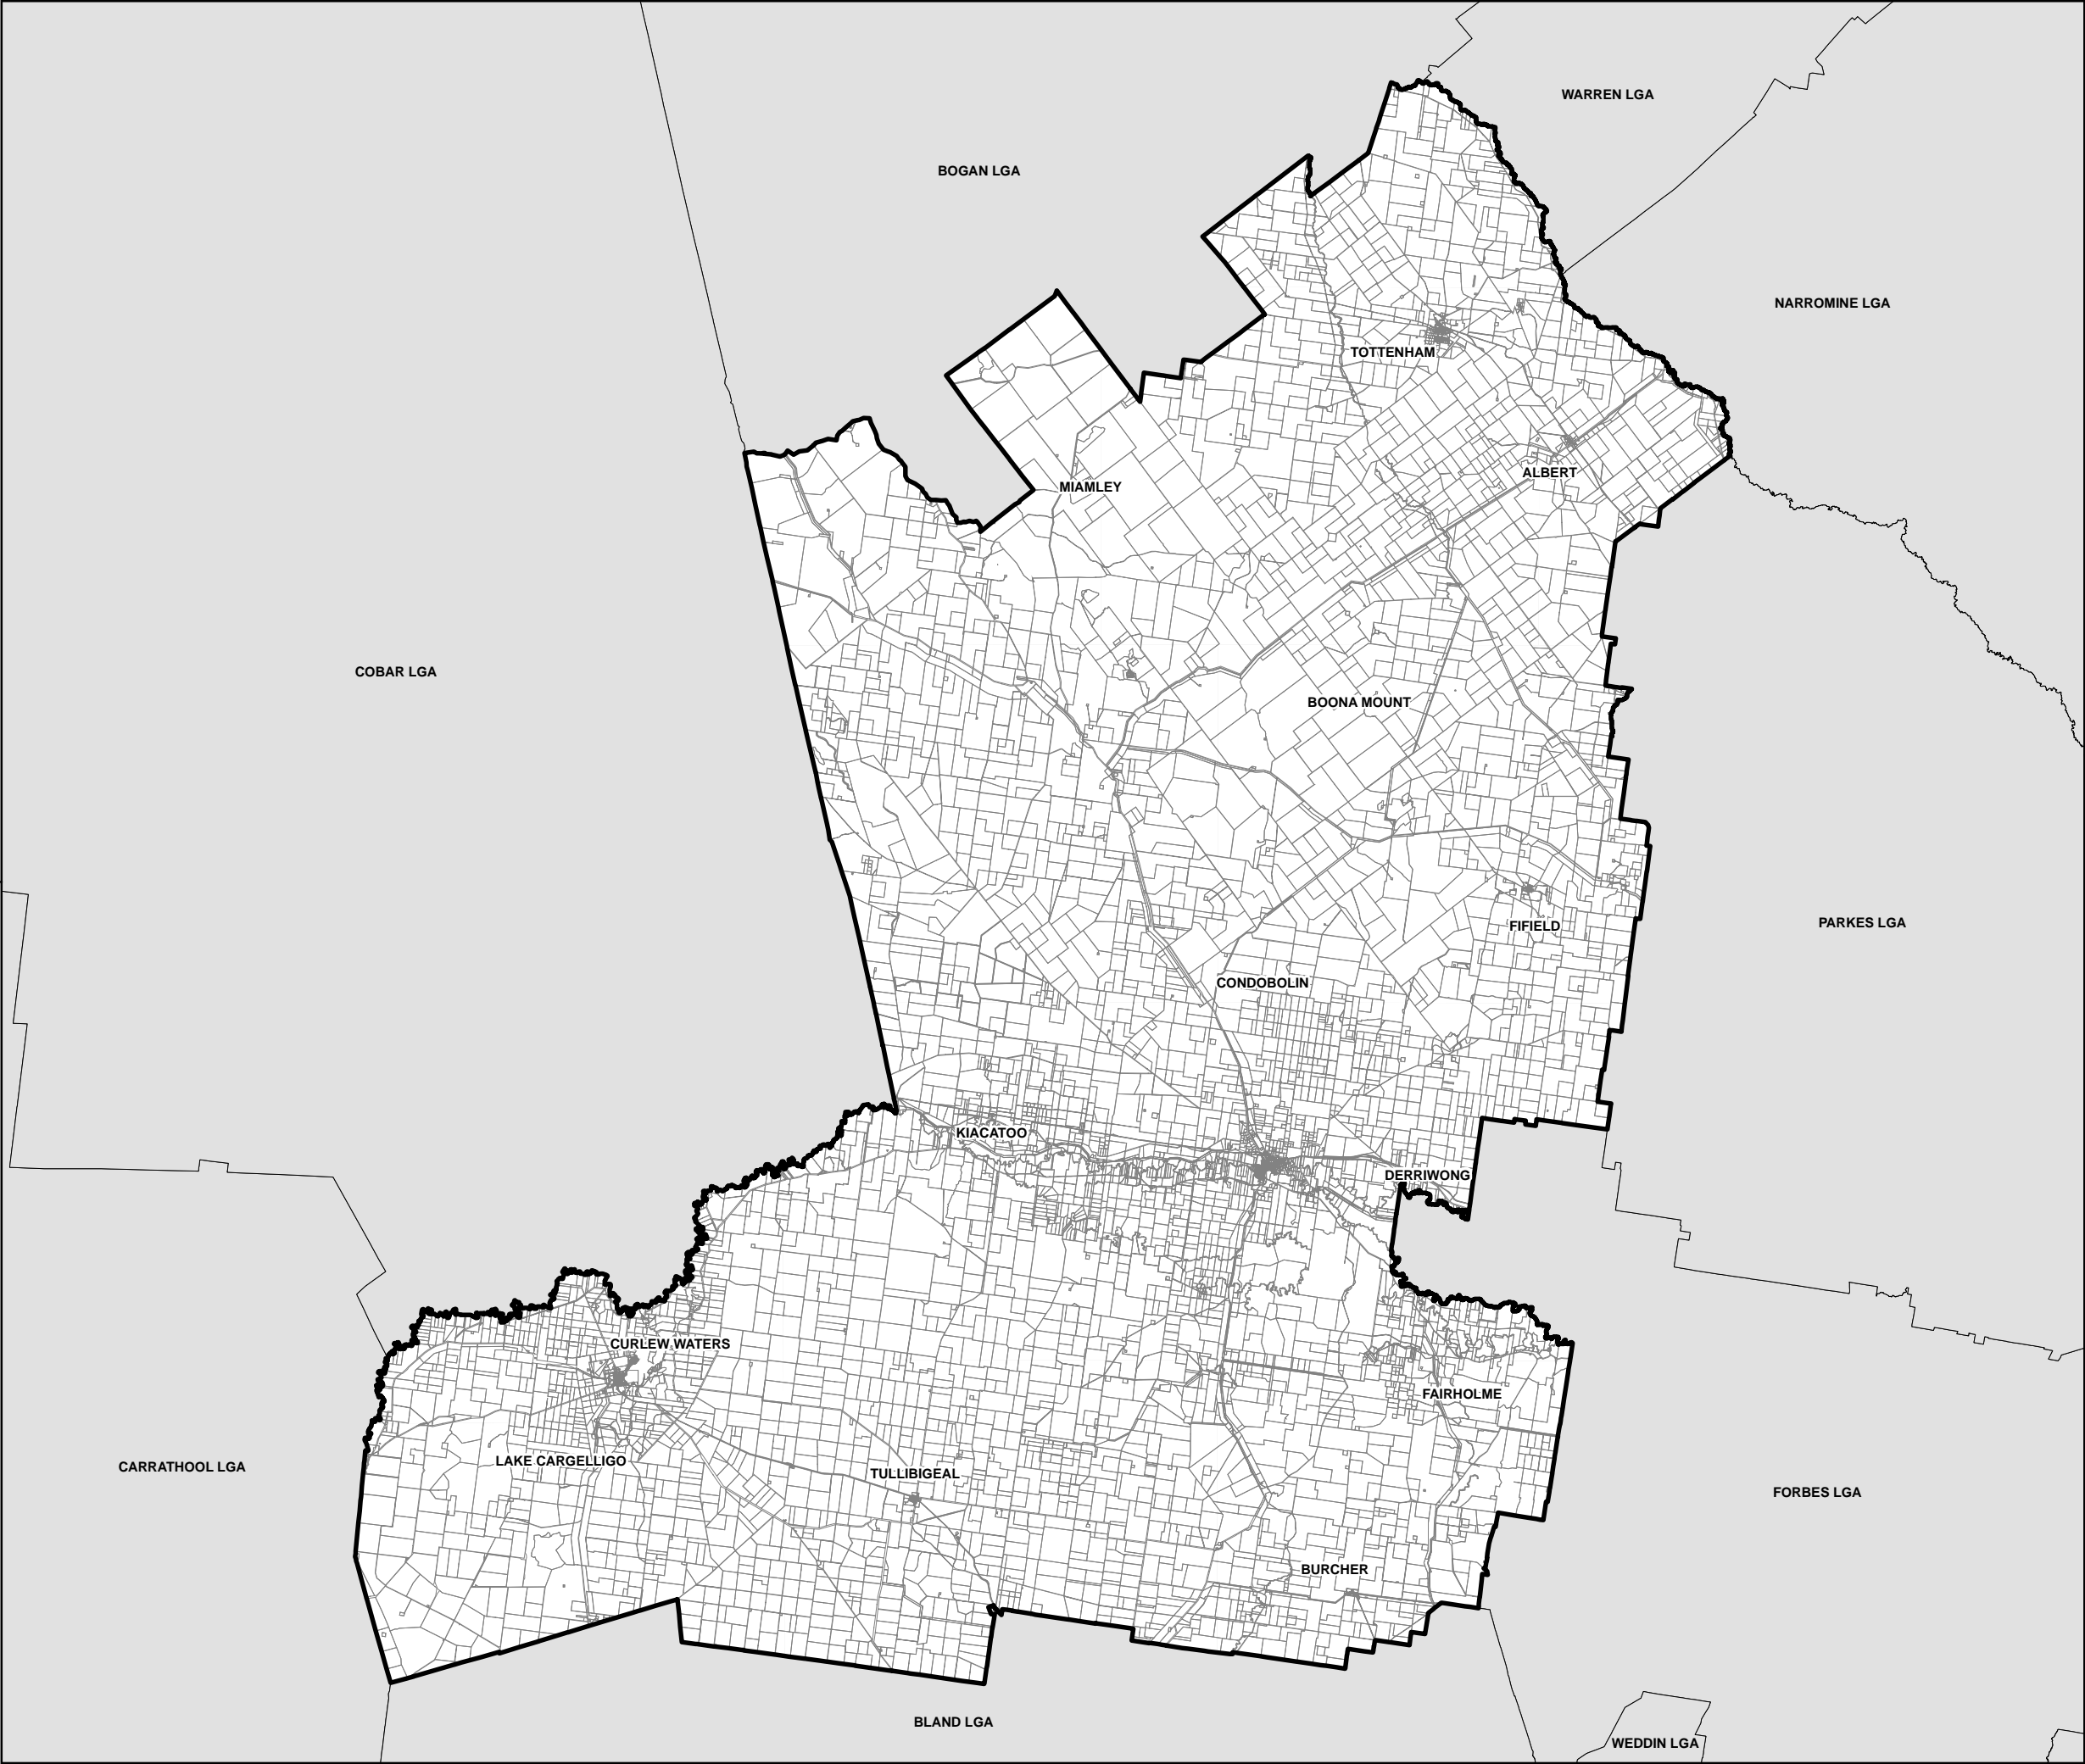 WARREN LGA
BOGAN LGA
NARROMINE LGA
TOTTENHAM
ALBERT
MIAMLEY
COBAR LGA
BOONA MOUNT
PARKES LGA
FIFIELD
CONDOBOLIN
KIACATOO
DERRIWONG
CURLEW WATERS
FAIRHOLME
LAKE CARGELLIGO
CARRATHOOL LGA
TULLIBIGEAL
FORBES LGA
BURCHER
BLAND LGA
WEDDIN LGA